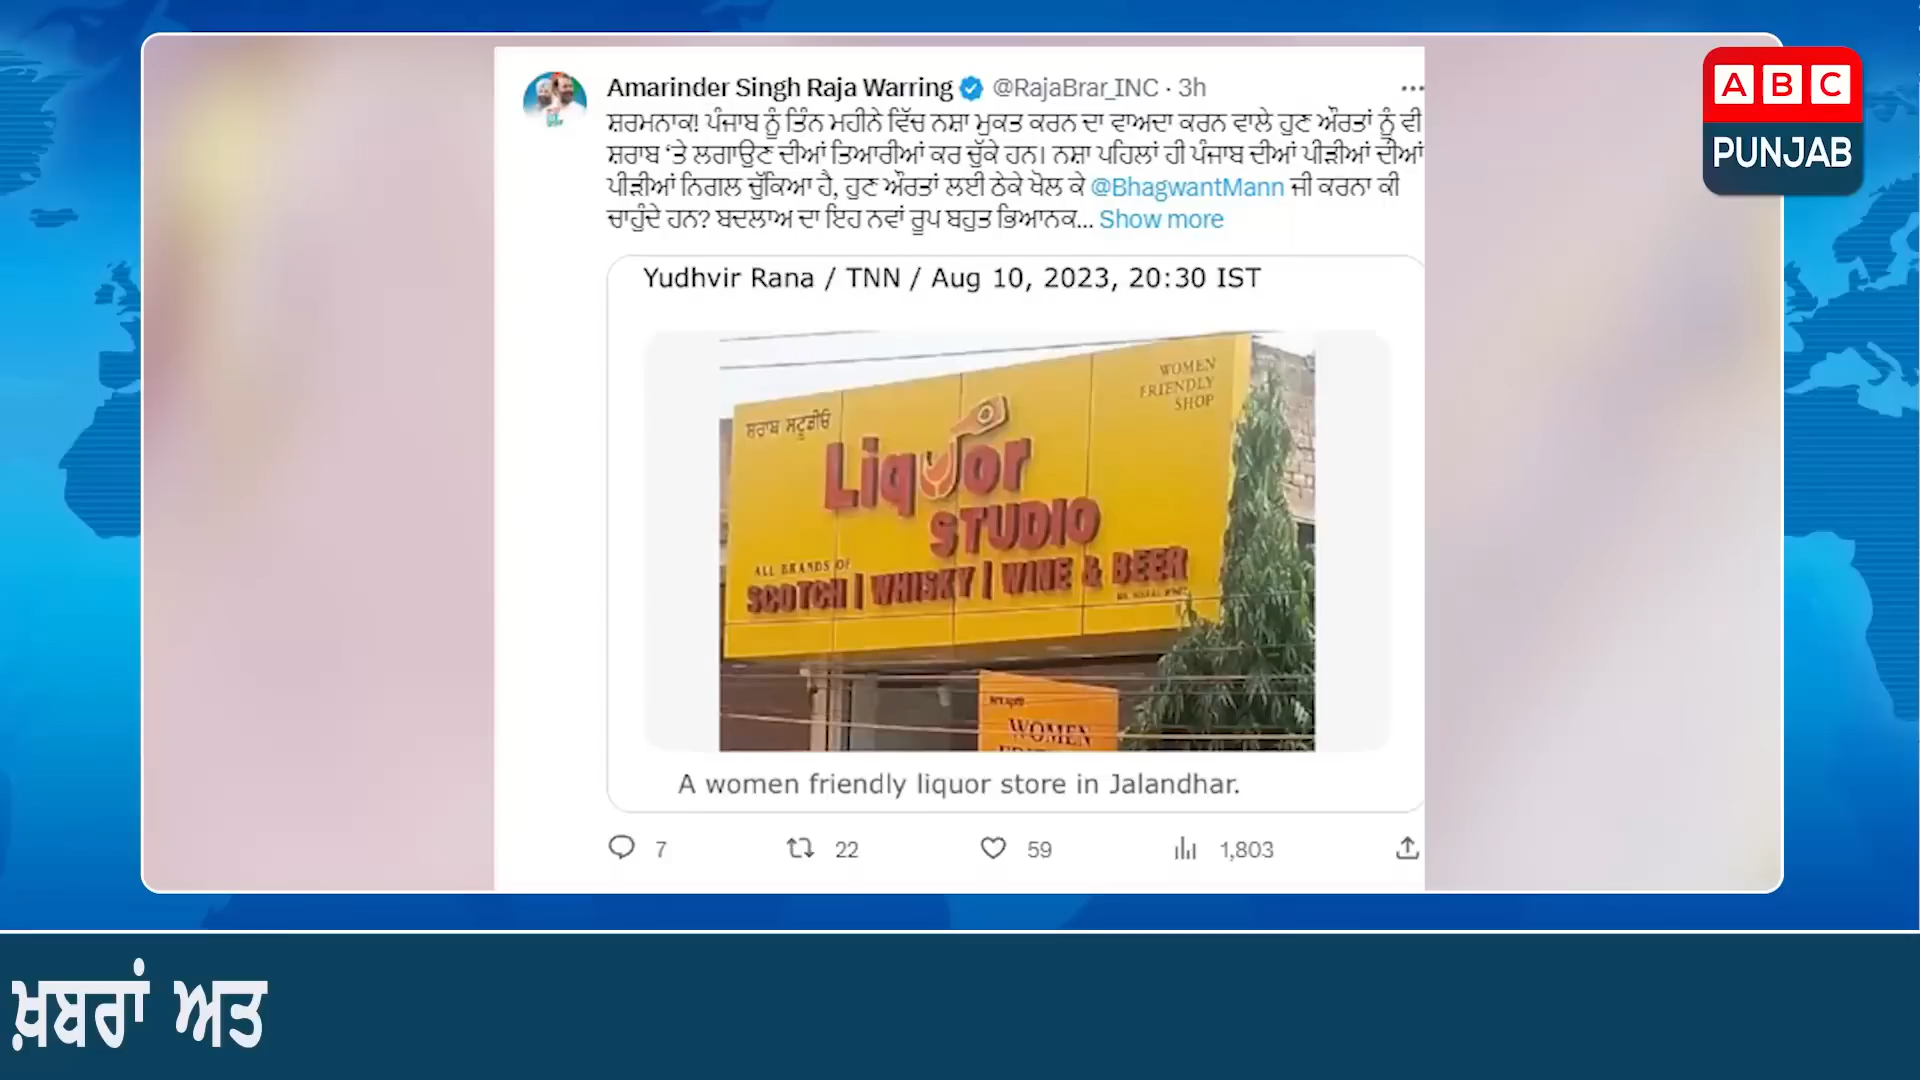 Amarinder Singh Raja Warring @RajaBrar_INC · 3h
ਸ਼ਰਮਨਾਕ! ਪੰਜਾਬ ਨੂੰ ਤਿੰਨ ਮਹੀਨੇ ਵਿੱਚ ਨਸ਼ਾ ਮੁਕਤ ਕਰਨ ਦਾ ਵਾਅਦਾ ਕਰਨ ਵਾਲੇ ਹੁਣ ਔਰਤਾਂ ਨੂੰ ਵੀ
ਸ਼ਰਾਬ ‘ਤੇ ਲਗਾਉਣ ਦੀਆਂ ਤਿਆਰੀਆਂ ਕਰ ਚੁੱਕੇ ਹਨ। ਨਸ਼ਾ ਪਹਿਲਾਂ ਹੀ ਪੰਜਾਬ ਦੀਆਂ ਪੀੜੀਆਂ ਦੀਆਂ
ਪੀੜੀਆਂ ਨਿਗਲ ਚੁੱਕਿਆ ਹੈ, ਹੁਣ ਔਰਤਾਂ ਲਈ ਠੇਕੇ ਖੋਲ ਕੇ @BhagwantMann ਜੀ ਕਰਨਾ ਕੀ
ਚਾਹੁੰਦੇ ਹਨ? ਬਦਲਾਅ ਦਾ ਇਹ ਨਵਾਂ ਰੂਪ ਬਹੁਤ ਭਿਆਨਕ... Show more
Yudhvir Rana / TNN / Aug 10, 2023, 20:30 IST
WOMEN
FRIENDLY
SHOP
ਸ਼ਰਾਬ ਸਟੂਡੀਓ
Liquor
STUDIO
ALL BRANDS OF
SCOTCH | WHISKY | WINE & BEER
WOMEN
A women friendly liquor store in Jalandhar.
7 22 59 1,803
ABC
PUNJAB
ਖ਼ਬਰਾਂ ਅਤ